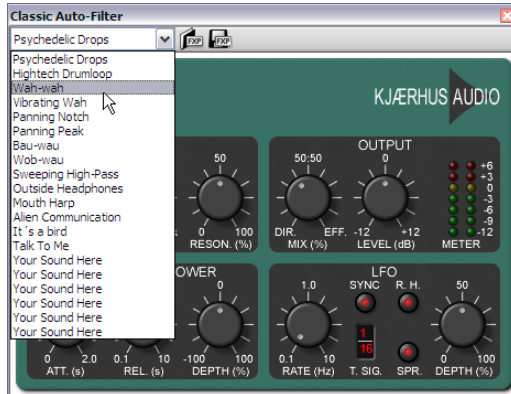 Classic Auto-Filter
Psychedelic Drops
FXP FXP
Psychedelic Drops
Hightech Drumloop
Wah-wah
Vibrating Wah
Panning Notch
Panning Peak
Bau-wau
Wob-wau
Sweeping High-Pass
Outside Headphones
Mouth Harp
Alien Communication
It´s a bird
Talk To Me
Your Sound Here
Your Sound Here
Your Sound Here
Your Sound Here
Your Sound Here
Your Sound Here
KJÆRHUS AUDIO
50
0 100
RESON. (%)
OUTPUT
50:50 0
DIR. EFF. -12 +12
MIX (%) LEVEL (dB) METER
+6
+3
0
-3
-6
-9
-12
OWER
0
0 2.0 0.1 10 -100 100
ATT. (s) REL. (s) DEPTH (%)
LFO
1.0 SYNC R. H. 50
1
16
0.1 10 0 100
RATE (Hz) T. SIG. SPR. DEPTH (%)